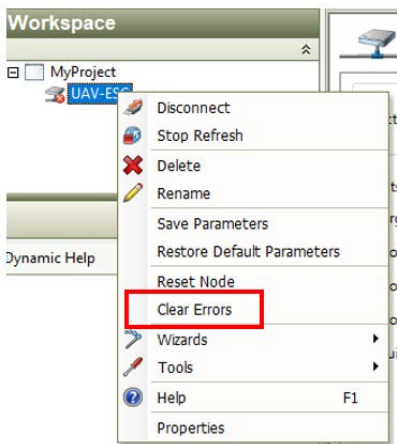 Workspace
MyProject
UAV-ESC
Disconnect
Stop Refresh
Delete
Rename
Save Parameters
Restore Default Parameters
Reset Node
Clear Errors
Wizards
Tools
Help F1
Properties
Dynamic Help